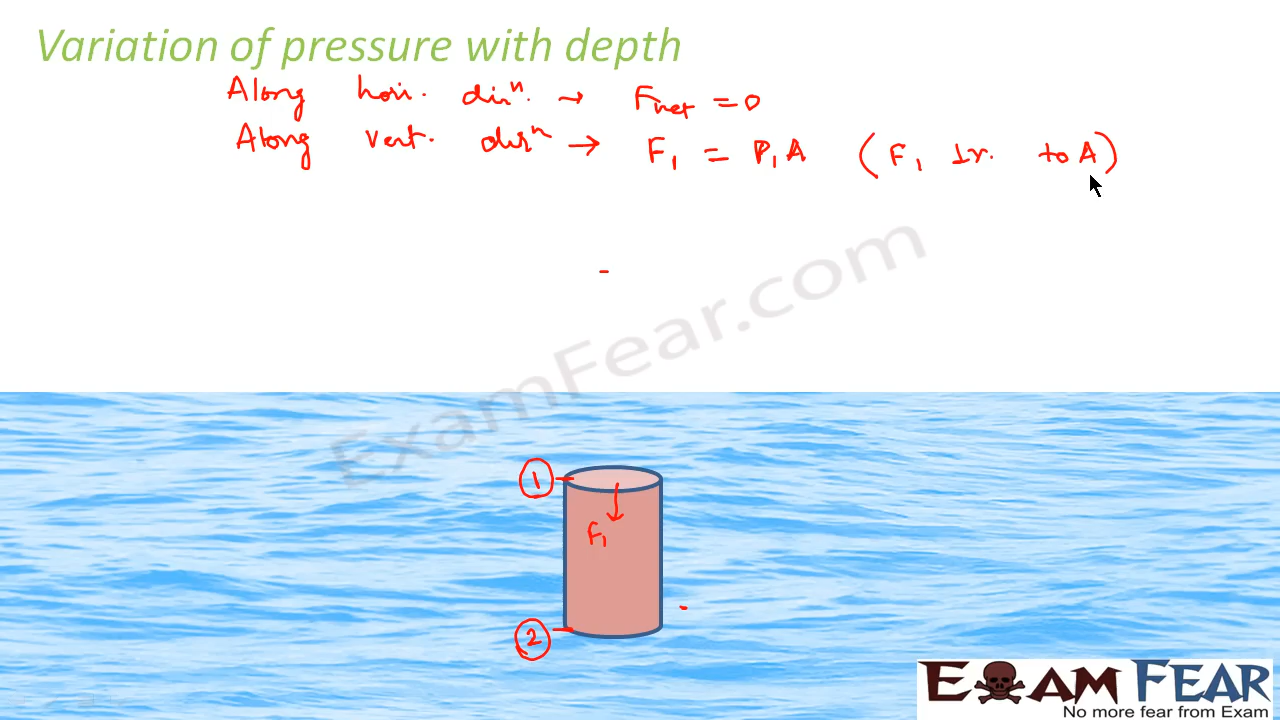 Variation of pressure with depth
Along hori. dirⁿ. → Fnet = 0
Along vert. dirⁿ → F₁ = P₁A (F₁ ⊥r. to A)
ExamFear.com
1
F₁
2
EXAM FEAR
No more fear from Exam